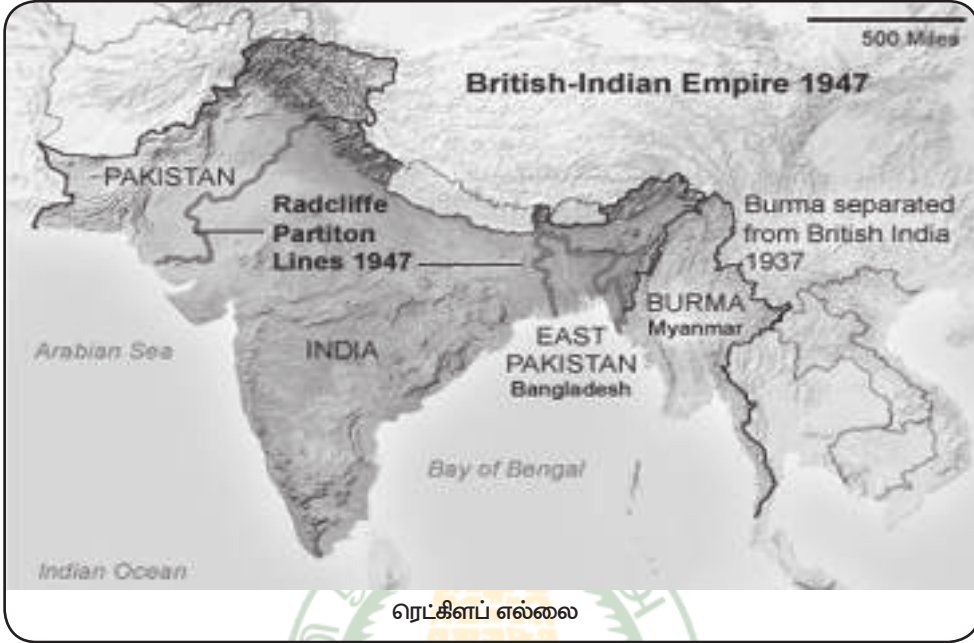 500 Miles
British-Indian Empire 1947
PAKISTAN
Radcliffe
Partiton
Lines 1947
Burma separated
from British India
1937
BURMA
Myanmar
INDIA
EAST
PAKISTAN
Bangladesh
Arabian Sea
Bay of Bengal
Indian Ocean
ரெட்கிளப் எல்லை